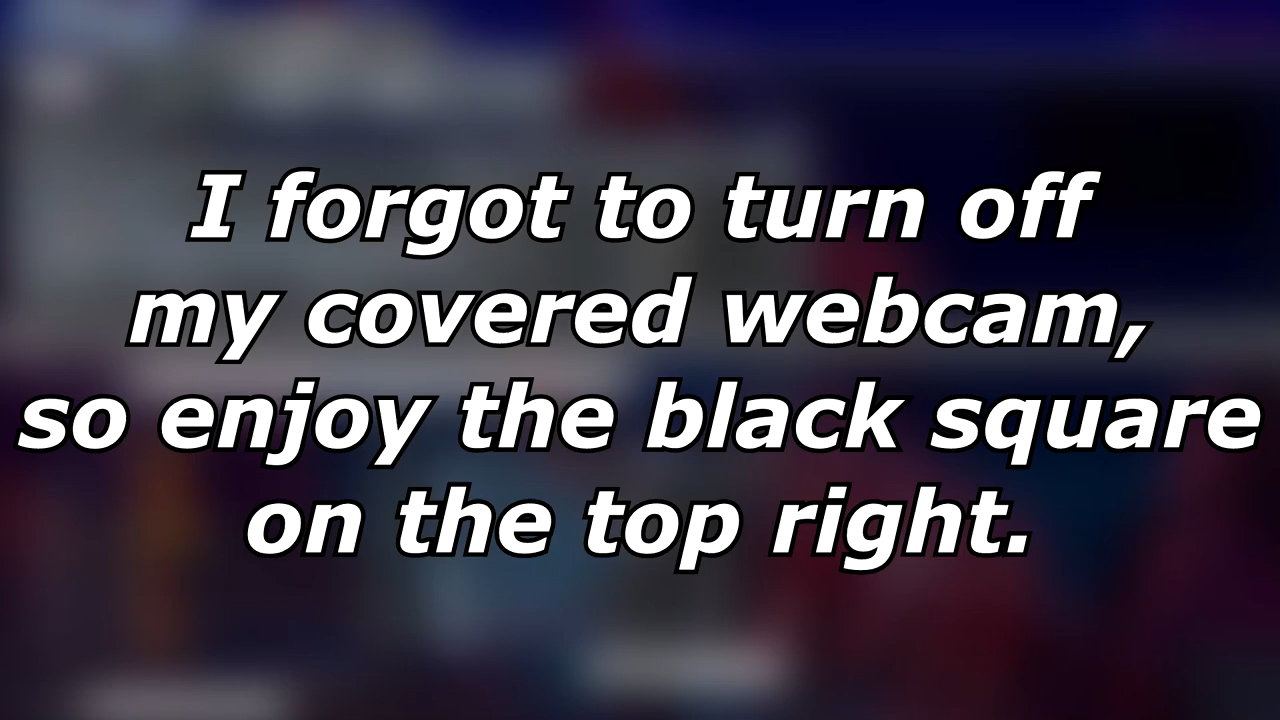 I forgot to turn off
my covered webcam,
so enjoy the black square
on the top right.